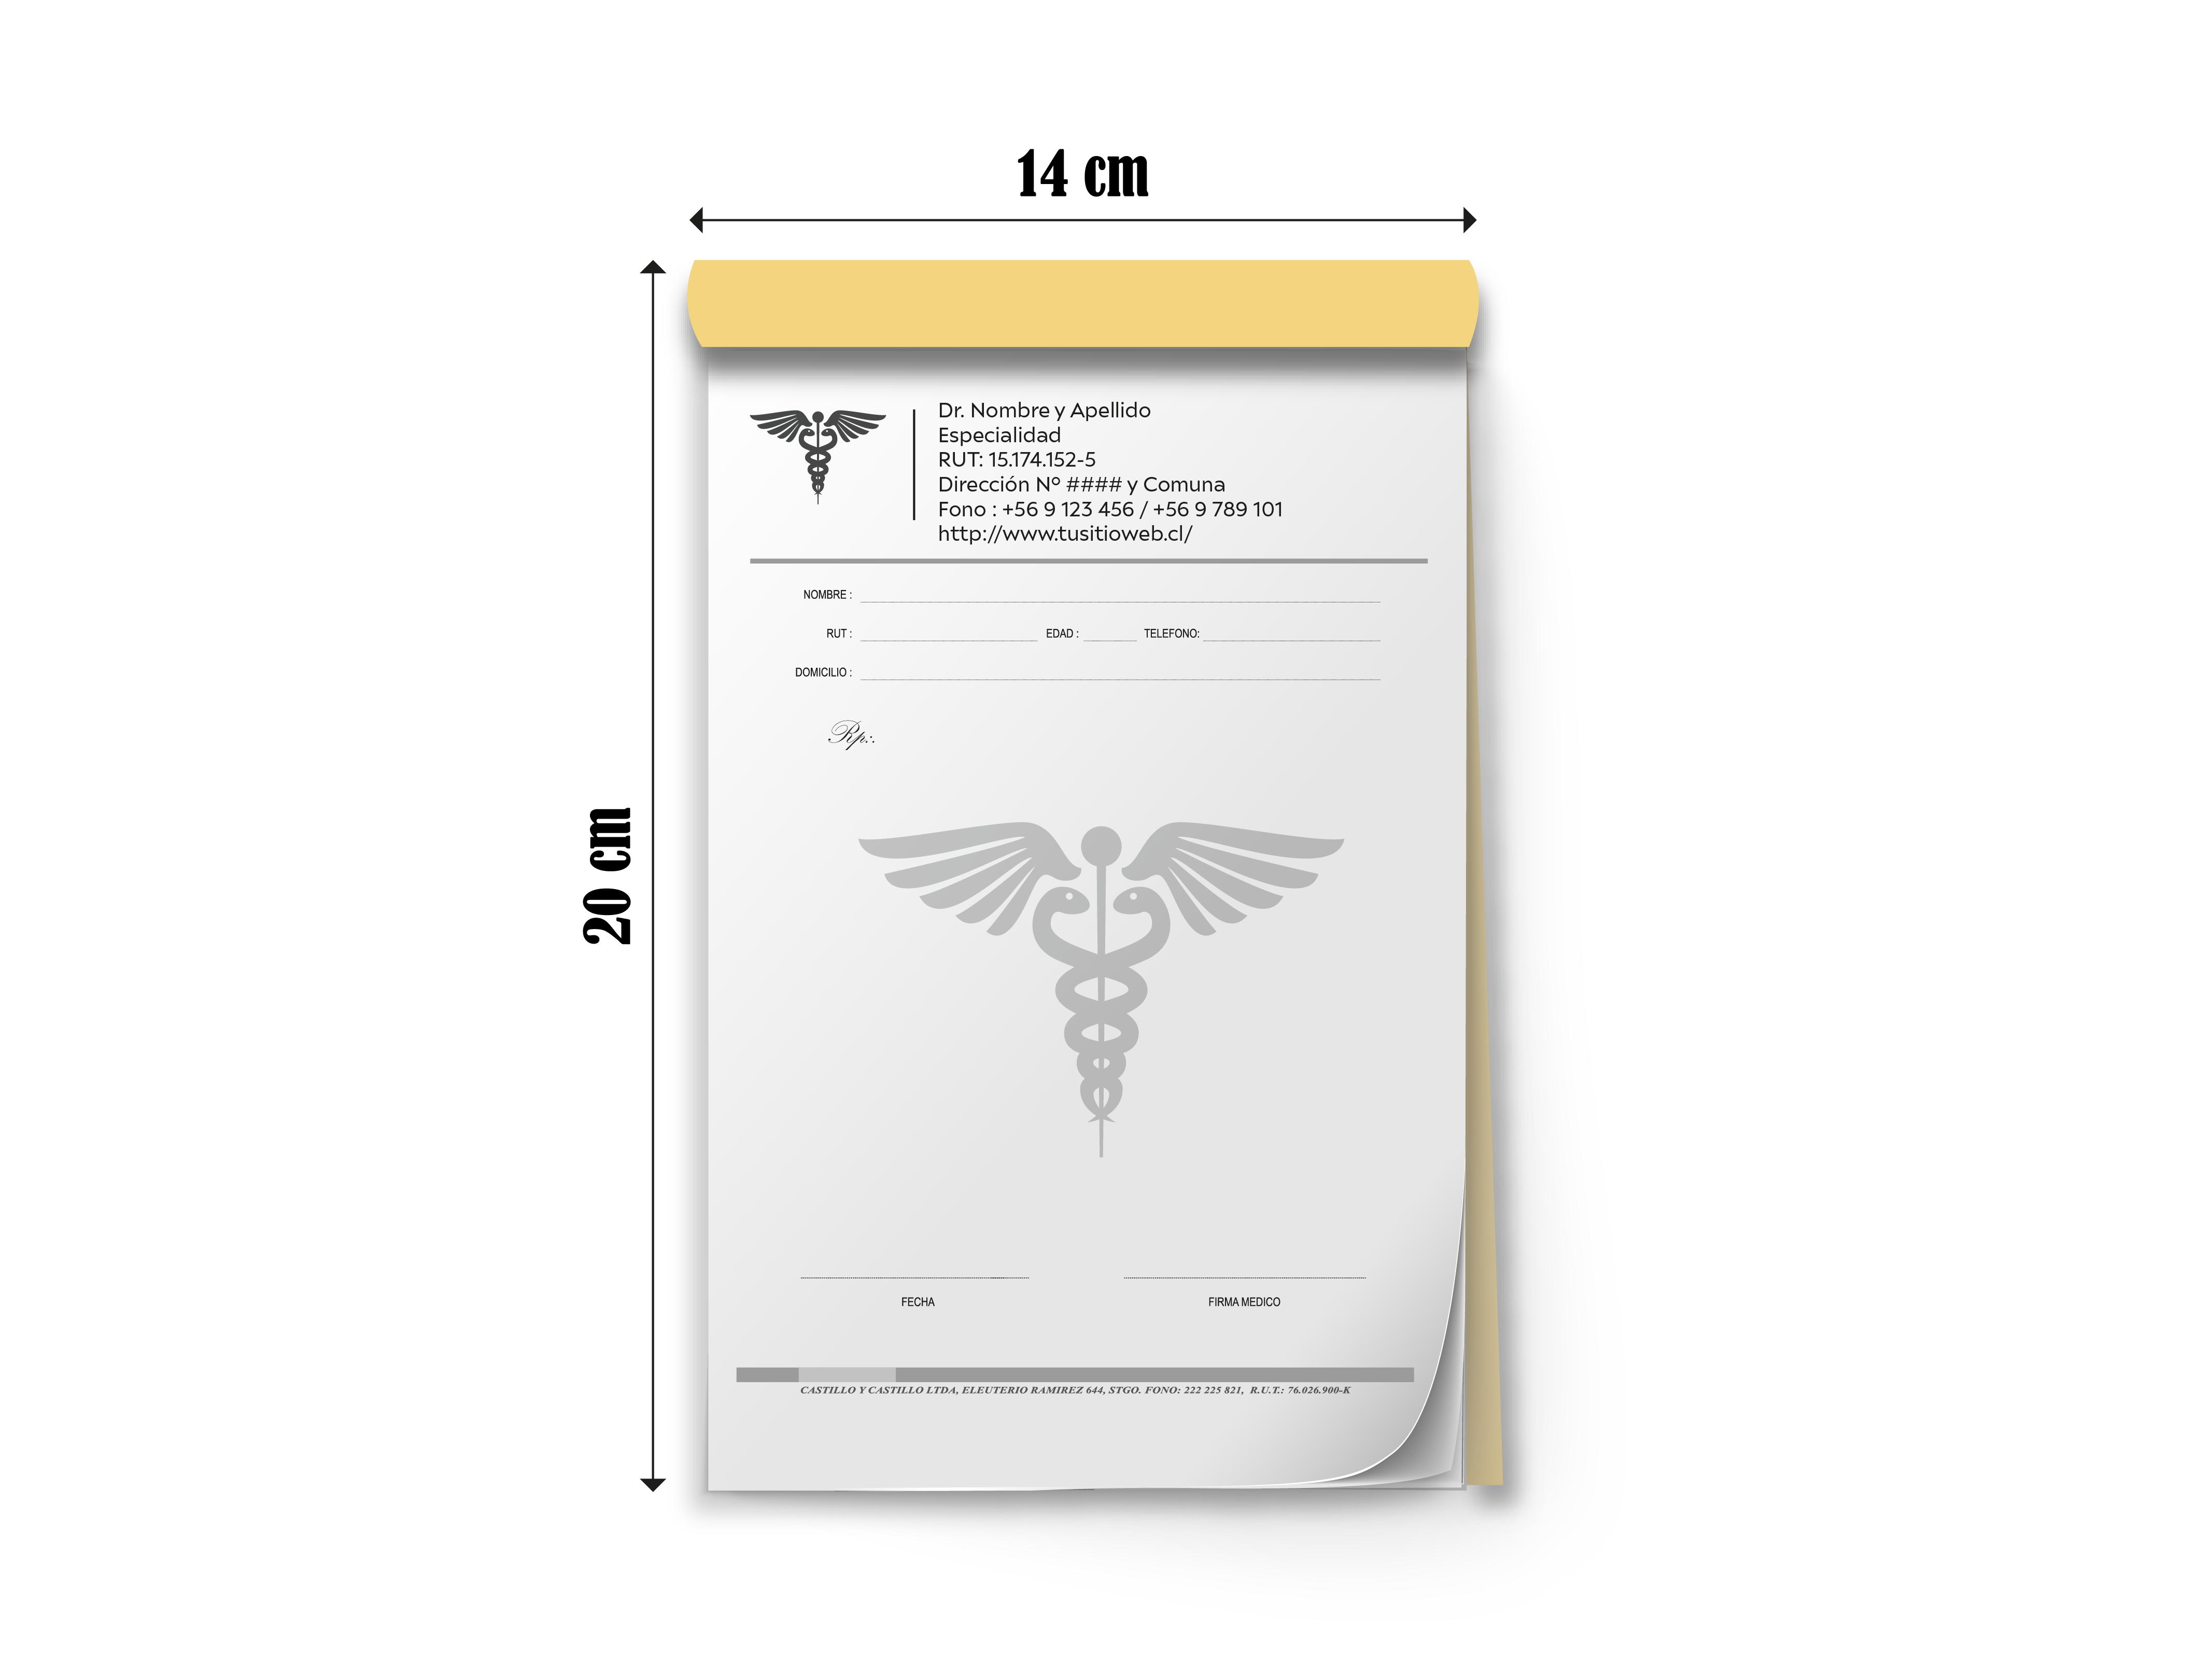 14 cm
20 cm
Dr. Nombre y Apellido
Especialidad
RUT: 15.174.152-5
Dirección Nº #### y Comuna
Fono : +56 9 123 456 / +56 9 789 101
http://www.tusitioweb.cl/
NOMBRE :
RUT : EDAD : TELEFONO:
DOMICILIO :
Rp.:.
FECHA FIRMA MEDICO
CASTILLO Y CASTILLO LTDA, ELEUTERIO RAMIREZ 644, STGO. FONO: 222 225 821, R.U.T.: 76.026.900-K